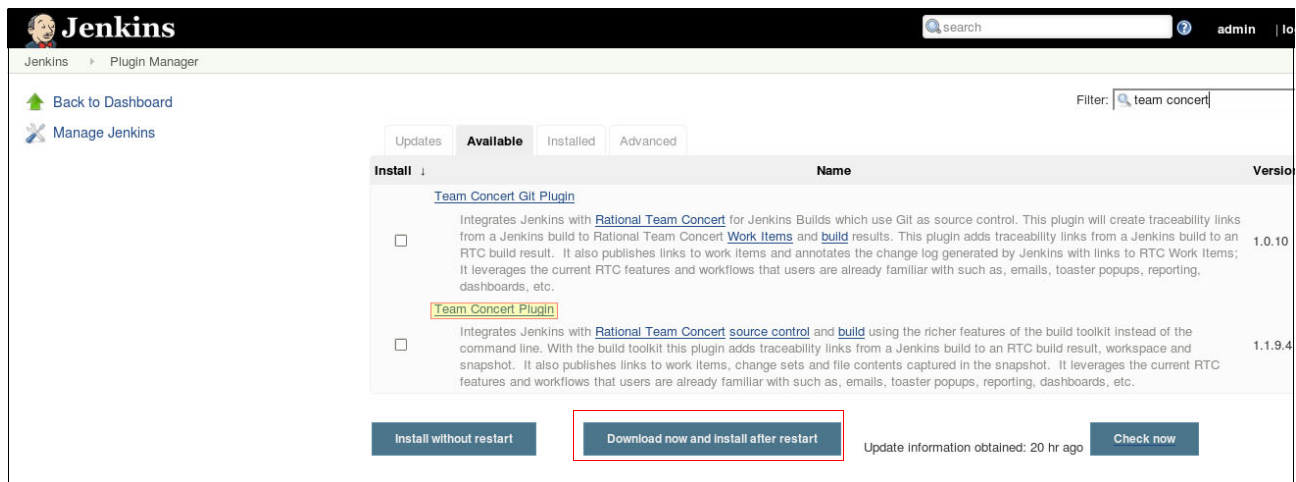 Jenkins
search
admin
| lo
Jenkins
Plugin Manager
Back to Dashboard
Manage Jenkins
Filter:
team concert
Updates
Available
Installed
Advanced
Install ↓
Name
Versio
Team Concert Git Plugin
Integrates Jenkins with Rational Team Concert for Jenkins Builds which use Git as source control. This plugin will create traceability links
from a Jenkins build to Rational Team Concert Work Items and build results. This plugin adds traceability links from a Jenkins build to an
RTC build result.  It also publishes links to work items and annotates the change log generated by Jenkins with links to RTC Work Items;
It leverages the current RTC features and workflows that users are already familiar with such as, emails, toaster popups, reporting,
dashboards, etc.
1.0.10
Team Concert Plugin
Integrates Jenkins with Rational Team Concert source control and build using the richer features of the build toolkit instead of the
command line. With the build toolkit this plugin adds traceability links from a Jenkins build to an RTC build result, workspace and
snapshot.  It also publishes links to work items, change sets and file contents captured in the snapshot.  It leverages the current RTC
features and workflows that users are already familiar with such as, emails, toaster popups, reporting, dashboards, etc.
1.1.9.4
Install without restart
Download now and install after restart
Update information obtained: 20 hr ago
Check now